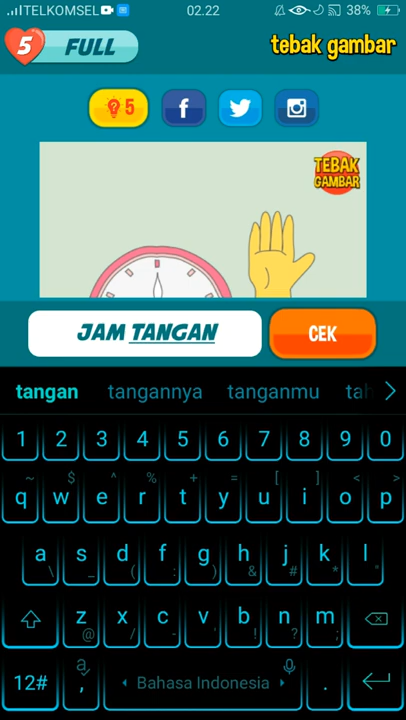 TELKOMSEL 02.22 38%
5 FULL tebak gambar
5
TEBAK GAMBAR
JAM TANGAN CEK
tangan tangannya tanganmu tah
1 2 3 4 5 6 7 8 9 0
~ $ ^ % + = [ ] < >
q w e r t y u i o p
a s d f g h j k l
\ _ ( : ) & # * "
z x c v b n m
@ / - ' ! ? ;
12# a , Bahasa Indonesia .